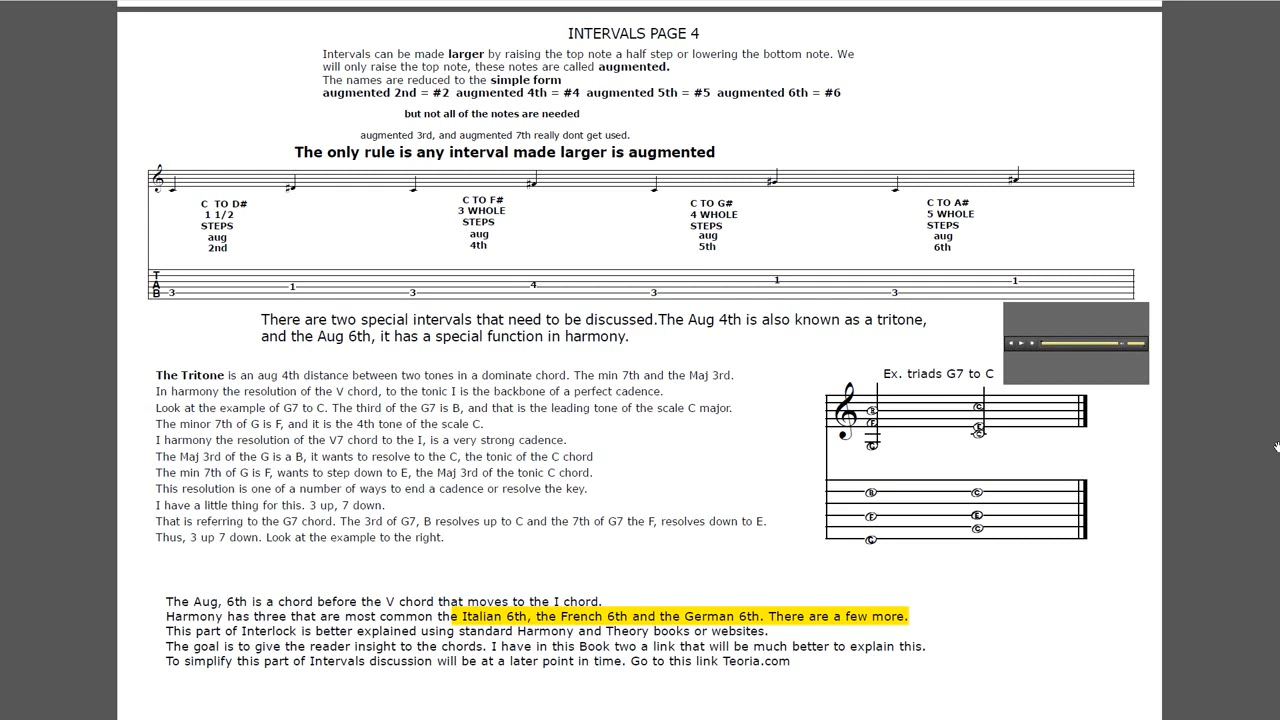 INTERVALS PAGE 4
Intervals can be made larger by raising the top note a half step or lowering the bottom note. We
will only raise the top note, these notes are called augmented.
The names are reduced to the simple form
augmented 2nd = #2 augmented 4th = #4 augmented 5th = #5 augmented 6th = #6
but not all of the notes are needed
augmented 3rd, and augmented 7th really dont get used.
The only rule is any interval made larger is augmented
C TO D#
1 1/2
STEPS
aug
2nd
C TO F#
3 WHOLE
STEPS
aug
4th
C TO G#
4 WHOLE
STEPS
aug
5th
C TO A#
5 WHOLE
STEPS
aug
6th
T A B 3 1 3 4 3 1 3 1
There are two special intervals that need to be discussed.The Aug 4th is also known as a tritone,
and the Aug 6th, it has a special function in harmony.
The Tritone is an aug 4th distance between two tones in a dominate chord. The min 7th and the Maj 3rd.
In harmony the resolution of the V chord, to the tonic I is the backbone of a perfect cadence.
Look at the example of G7 to C. The third of the G7 is B, and that is the leading tone of the scale C major.
The minor 7th of G is F, and it is the 4th tone of the scale C.
I harmony the resolution of the V7 chord to the I, is a very strong cadence.
The Maj 3rd of the G is a B, it wants to resolve to the C, the tonic of the C chord
The min 7th of G is F, wants to step down to E, the Maj 3rd of the tonic C chord.
This resolution is one of a number of ways to end a cadence or resolve the key.
I have a little thing for this. 3 up, 7 down.
That is referring to the G7 chord. The 3rd of G7, B resolves up to C and the 7th of G7 the F, resolves down to E.
Thus, 3 up 7 down. Look at the example to the right.
Ex. triads G7 to C
B C
F E
The Aug, 6th is a chord before the V chord that moves to the I chord.
Harmony has three that are most common the Italian 6th, the French 6th and the German 6th. There are a few more.
This part of Interlock is better explained using standard Harmony and Theory books or websites.
The goal is to give the reader insight to the chords. I have in this Book two a link that will be much better to explain this.
To simplify this part of Intervals discussion will be at a later point in time. Go to this link Teoria.com